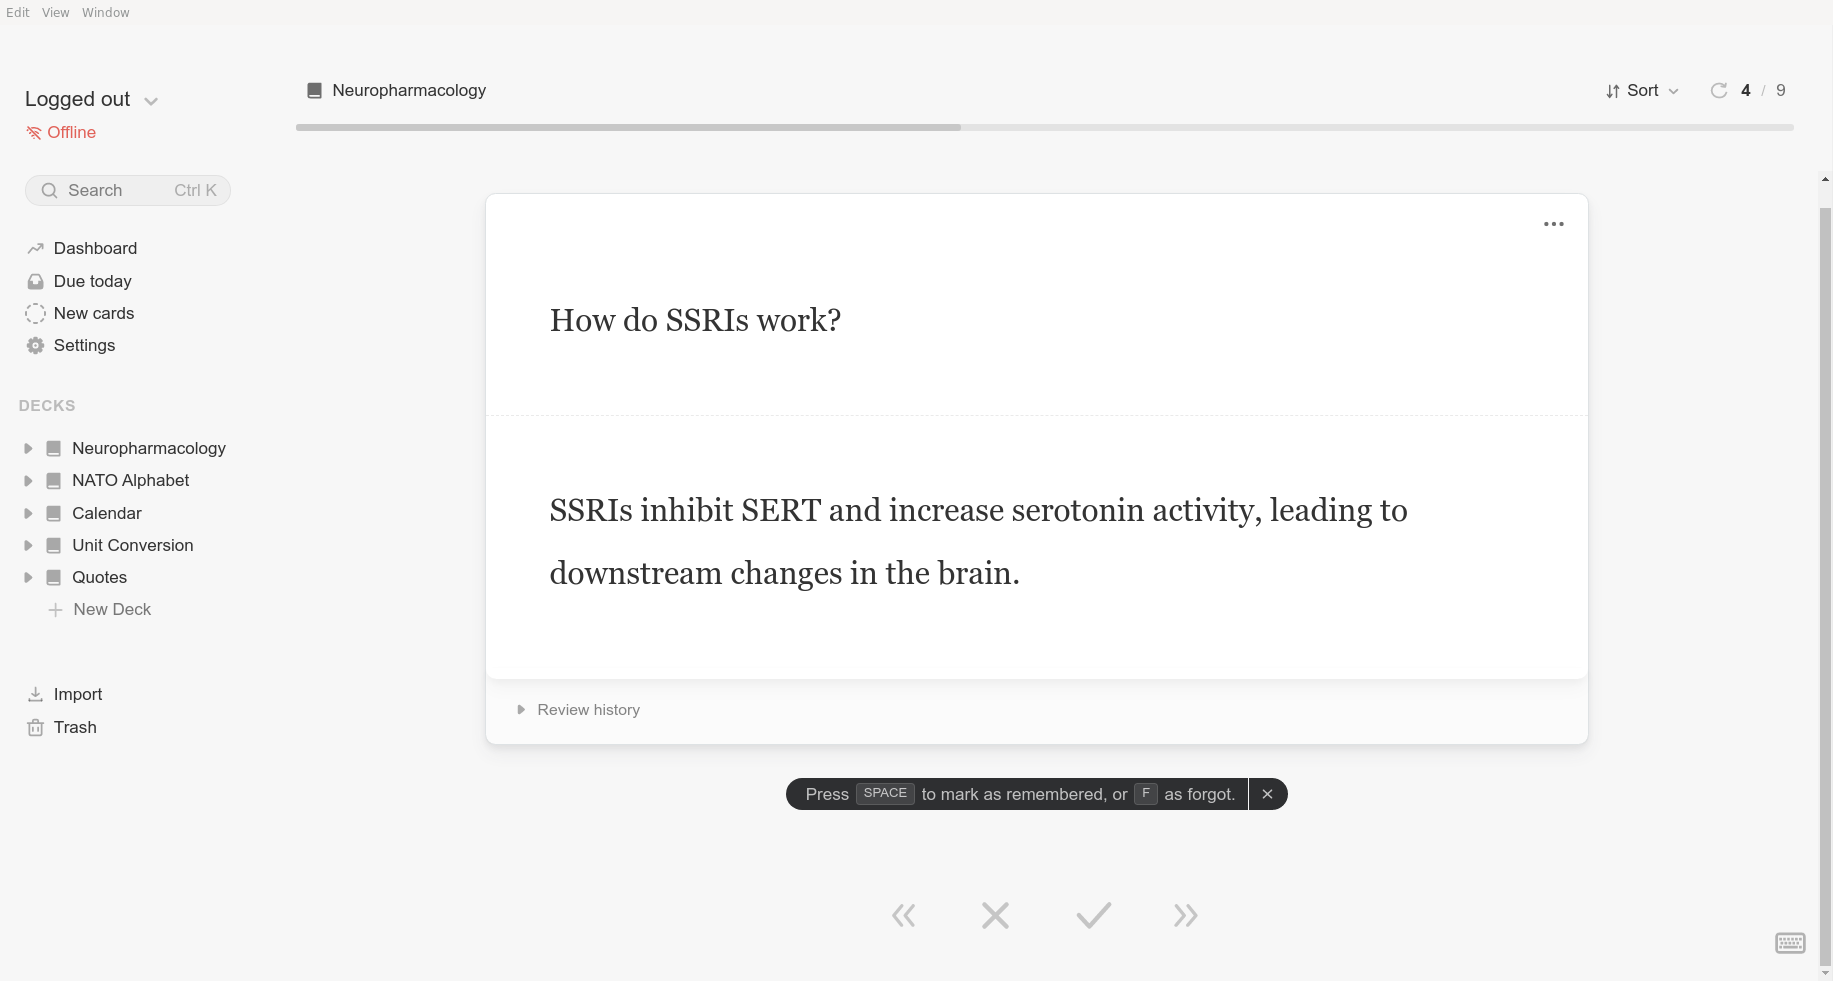 Edit View Window
Logged out
Offline
Search Ctrl K
Dashboard
Due today
New cards
Settings
DECKS
Neuropharmacology
NATO Alphabet
Calendar
Unit Conversion
Quotes
New Deck
Import
Trash
Neuropharmacology
Sort 4 / 9
How do SSRIs work?
SSRIs inhibit SERT and increase serotonin activity, leading to
downstream changes in the brain.
Review history
Press SPACE to mark as remembered, or F as forgot.